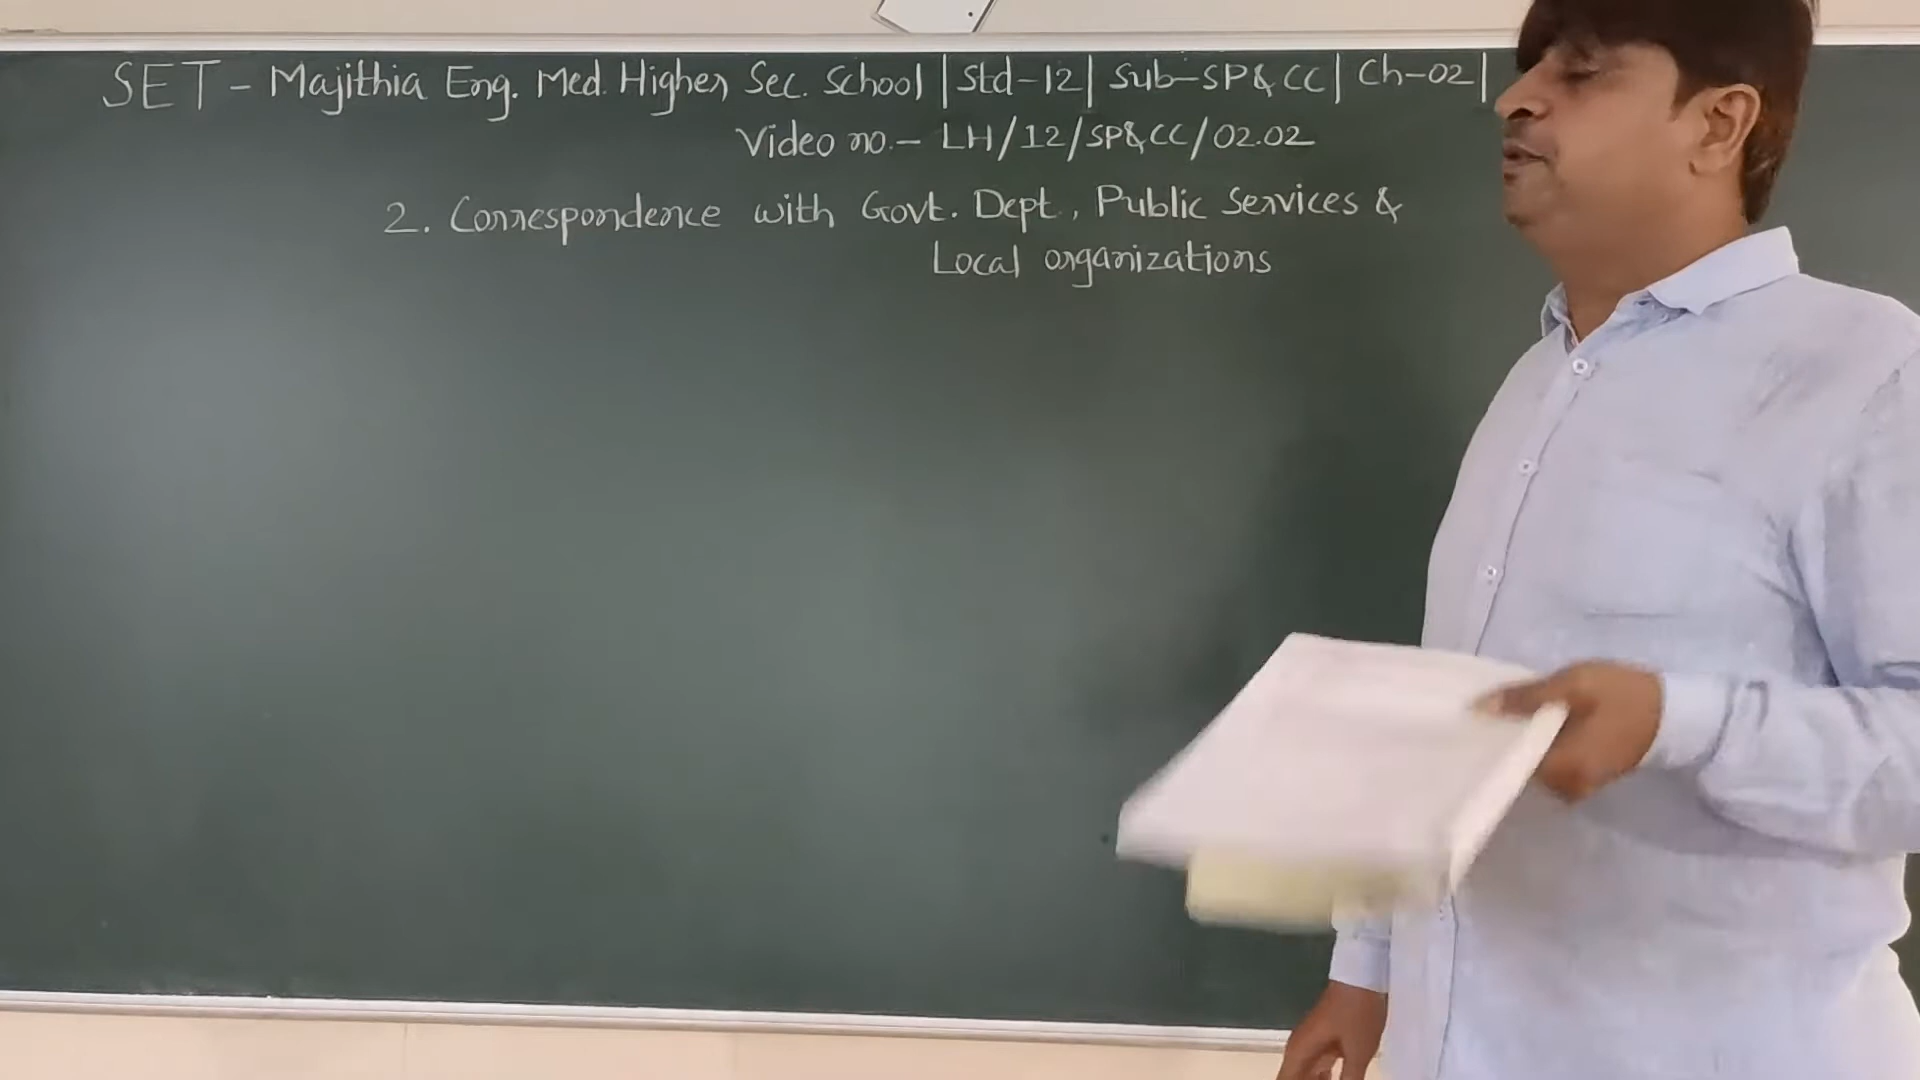 SET - Majithia Eng. Med. Higher Sec. School | Std-12 | Sub-SP & CC | Ch-02 |
Video no.- LH/12/SP&CC/02.02
2. Correspondence with Govt. Dept., Public Services &
Local organizations